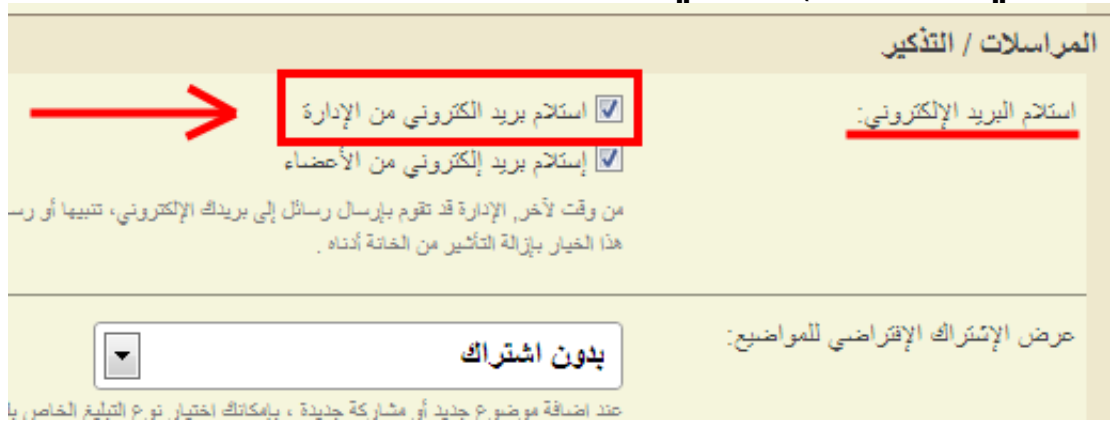 المراسلات / التذكير
استلام البريد الإلكتروني:
استلام بريد الكتروني من الإدارة
إستلام بريد إلكتروني من الأعضاء
من وقت لآخر, الإدارة قد تقوم بإرسال رسائل إلى بريدك الإلكتروني، تنبيها أو
هذا الخيار بإزالة التأشير من الخانة أدناه .
عرض الإشتراك الإفتراضي للمواضيع:
بدون اشتراك
عند اضافة موضوع جديد أو مشاركة جديدة ، بإمكانك اختيار نوع التبليغ الخاص